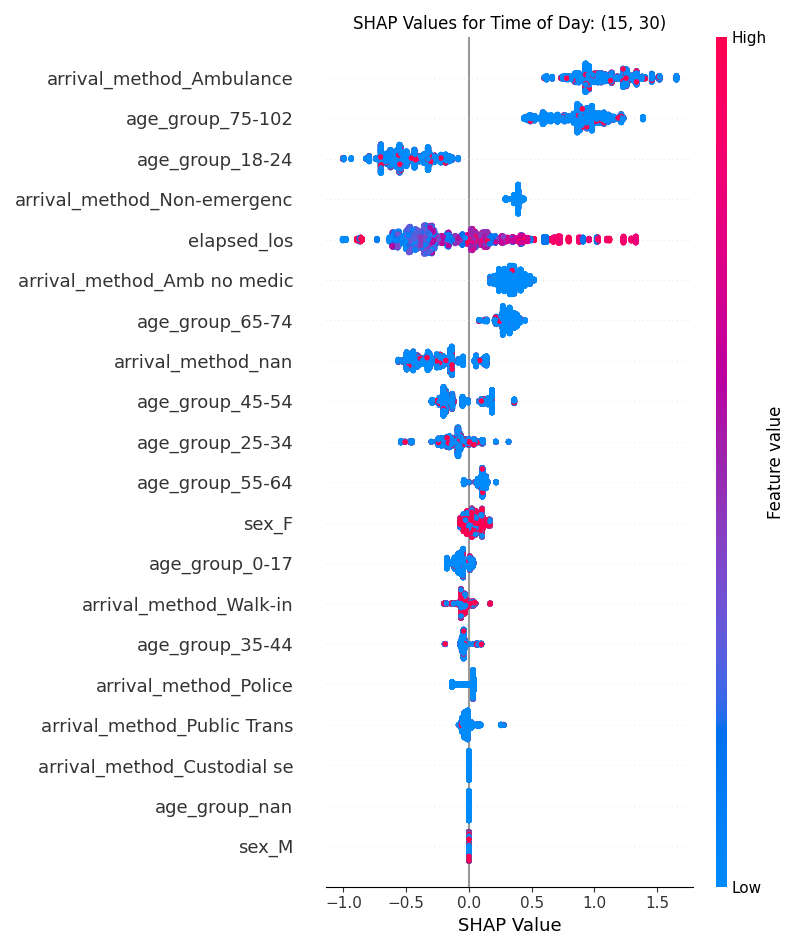 SHAP Values for Time of Day: (15, 30)
High
arrival_method_Ambulance
age_group_75-102
age_group_18-24
arrival_method_Non-emergenc
elapsed_los
arrival_method_Amb no medic
age_group_65-74
arrival_method_nan
age_group_45-54
age_group_25-34
age_group_55-64
sex_F
age_group_0-17
arrival_method_Walk-in
age_group_35-44
arrival_method_Police
arrival_method_Public Trans
arrival_method_Custodial se
age_group_nan
sex_M
Feature value
Low
−1.0 −0.5 0.0 0.5 1.0 1.5
SHAP Value